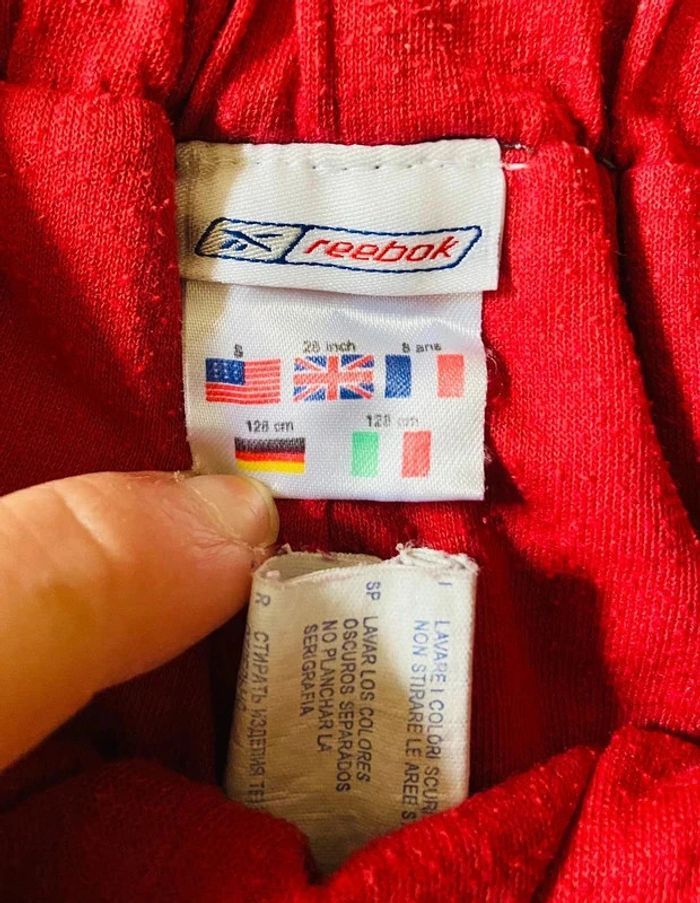 reebok
S 28 inch 8 ans
128 cm 128 cm
I LAVARE I COLORI SCURI
NON STIRARE LE AREE S
SP LAVAR LOS COLORES
OSCUROS SEPARADOS
NO PLANCHAR LA
SERIGRAFIA
R СТИРАТЬ ИЗДЕЛИЯ ТЕ